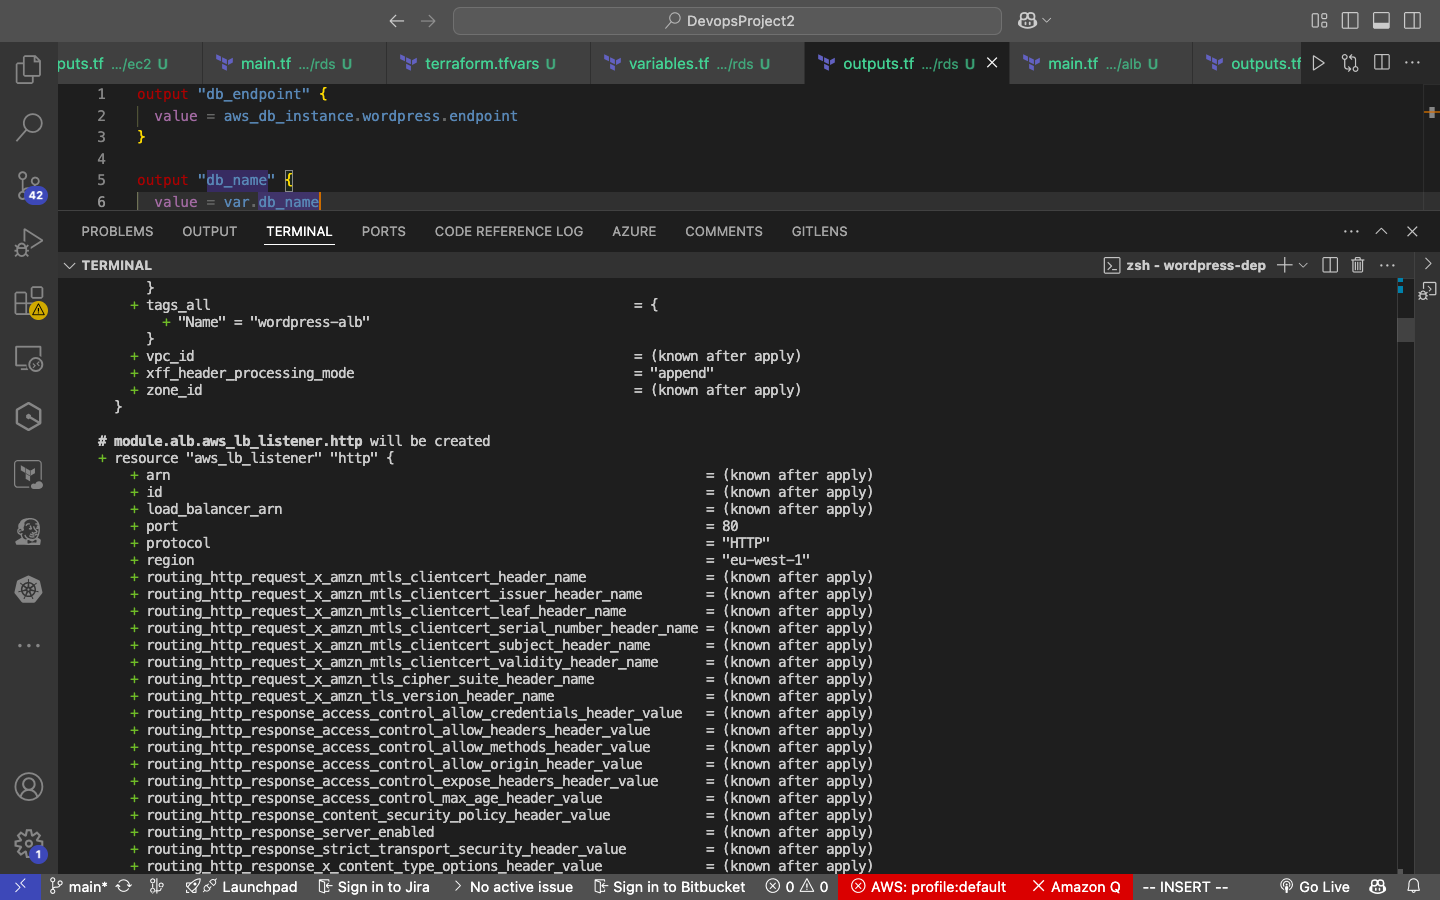 DevopsProject2
puts.tf .../ec2 U
main.tf .../rds U
terraform.tfvars U
variables.tf .../rds U
outputs.tf .../rds U
main.tf .../alb U
outputs.tf
1 output "db_endpoint" {
2 value = aws_db_instance.wordpress.endpoint
3 }
4
5 output "db_name" {
6 value = var.db_name
PROBLEMS OUTPUT TERMINAL PORTS CODE REFERENCE LOG AZURE COMMENTS GITLENS
TERMINAL
zsh - wordpress-dep
}
+ tags_all = {
+ "Name" = "wordpress-alb"
}
+ vpc_id = (known after apply)
+ xff_header_processing_mode = "append"
+ zone_id = (known after apply)
}
# module.alb.aws_lb_listener.http will be created
+ resource "aws_lb_listener" "http" {
+ arn = (known after apply)
+ id = (known after apply)
+ load_balancer_arn = (known after apply)
+ port = 80
+ protocol = "HTTP"
+ region = "eu-west-1"
+ routing_http_request_x_amzn_mtls_clientcert_header_name = (known after apply)
+ routing_http_request_x_amzn_mtls_clientcert_issuer_header_name = (known after apply)
+ routing_http_request_x_amzn_mtls_clientcert_leaf_header_name = (known after apply)
+ routing_http_request_x_amzn_mtls_clientcert_serial_number_header_name = (known after apply)
+ routing_http_request_x_amzn_mtls_clientcert_subject_header_name = (known after apply)
+ routing_http_request_x_amzn_mtls_clientcert_validity_header_name = (known after apply)
+ routing_http_request_x_amzn_tls_cipher_suite_header_name = (known after apply)
+ routing_http_request_x_amzn_tls_version_header_name = (known after apply)
+ routing_http_response_access_control_allow_credentials_header_value = (known after apply)
+ routing_http_response_access_control_allow_headers_header_value = (known after apply)
+ routing_http_response_access_control_allow_methods_header_value = (known after apply)
+ routing_http_response_access_control_allow_origin_header_value = (known after apply)
+ routing_http_response_access_control_expose_headers_header_value = (known after apply)
+ routing_http_response_access_control_max_age_header_value = (known after apply)
+ routing_http_response_content_security_policy_header_value = (known after apply)
+ routing_http_response_server_enabled = (known after apply)
+ routing_http_response_strict_transport_security_header_value = (known after apply)
+ routing_http_response_x_content_type_options_header_value = (known after apply)
42
1
main* Launchpad Sign in to Jira No active issue Sign in to Bitbucket 0 0 AWS: profile:default Amazon Q -- INSERT -- Go Live